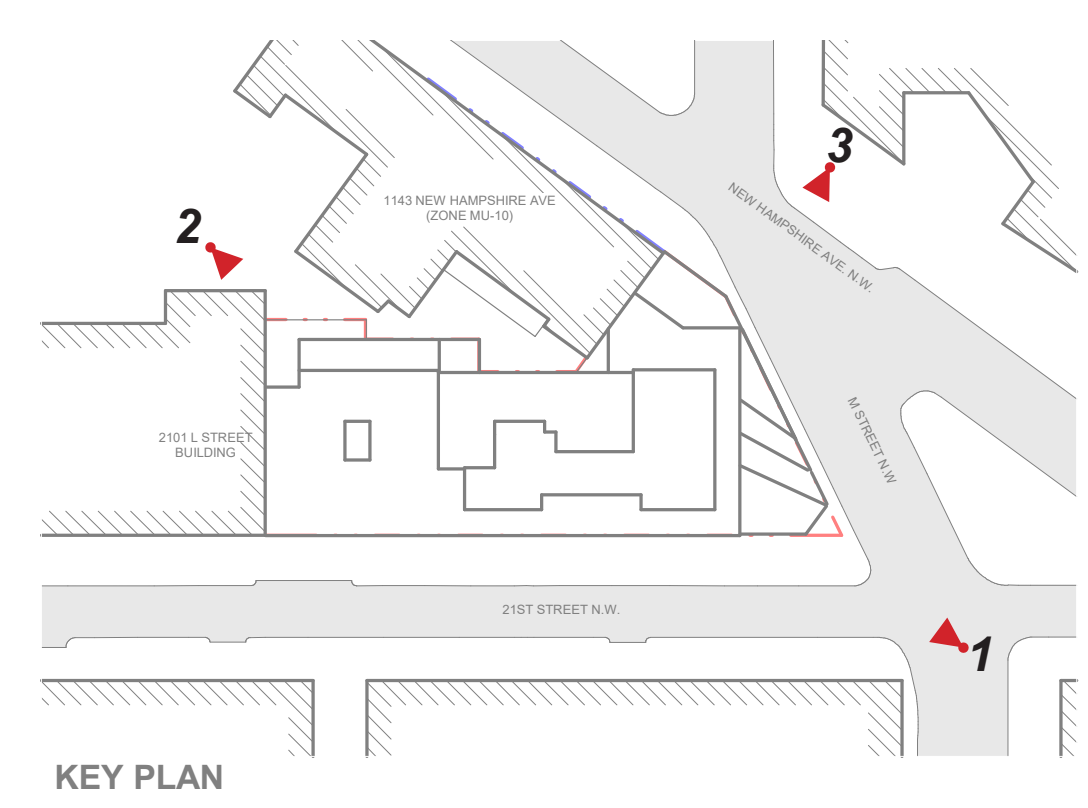 3
1143 NEW HAMPSHIRE AVE
(ZONE MU-10)
NEW HAMPSHIRE AVE. N.W.
2
M STREET N.W
2101 L STREET
BUILDING
21ST STREET N.W.
1
KEY PLAN